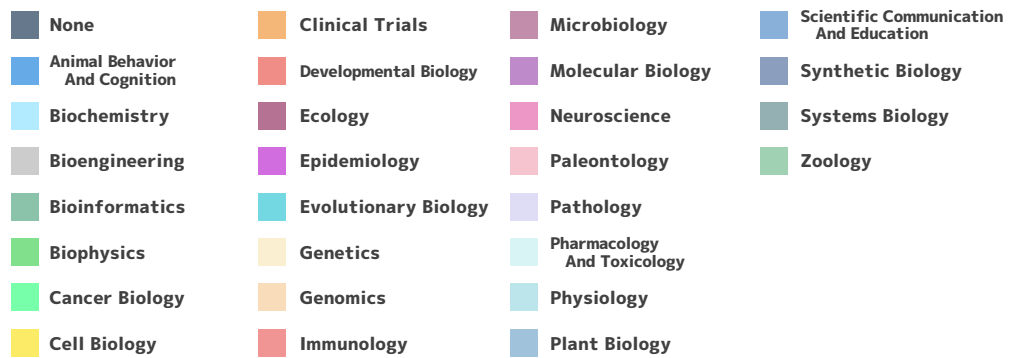 None
Animal Behavior
And Cognition
Biochemistry
Bioengineering
Bioinformatics
Biophysics
Cancer Biology
Cell Biology
Clinical Trials
Developmental Biology
Ecology
Epidemiology
Evolutionary Biology
Genetics
Genomics
Immunology
Microbiology
Molecular Biology
Neuroscience
Paleontology
Pathology
Pharmacology
And Toxicology
Physiology
Plant Biology
Scientific Communication
And Education
Synthetic Biology
Systems Biology
Zoology